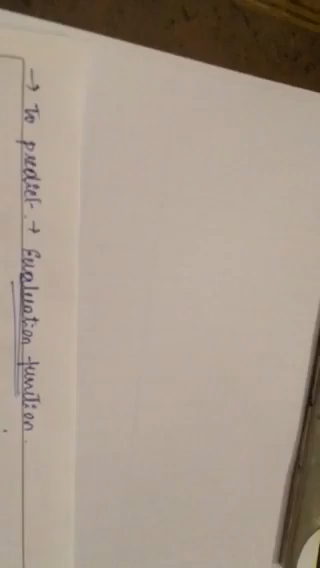 → To predict. → Evaluation function.